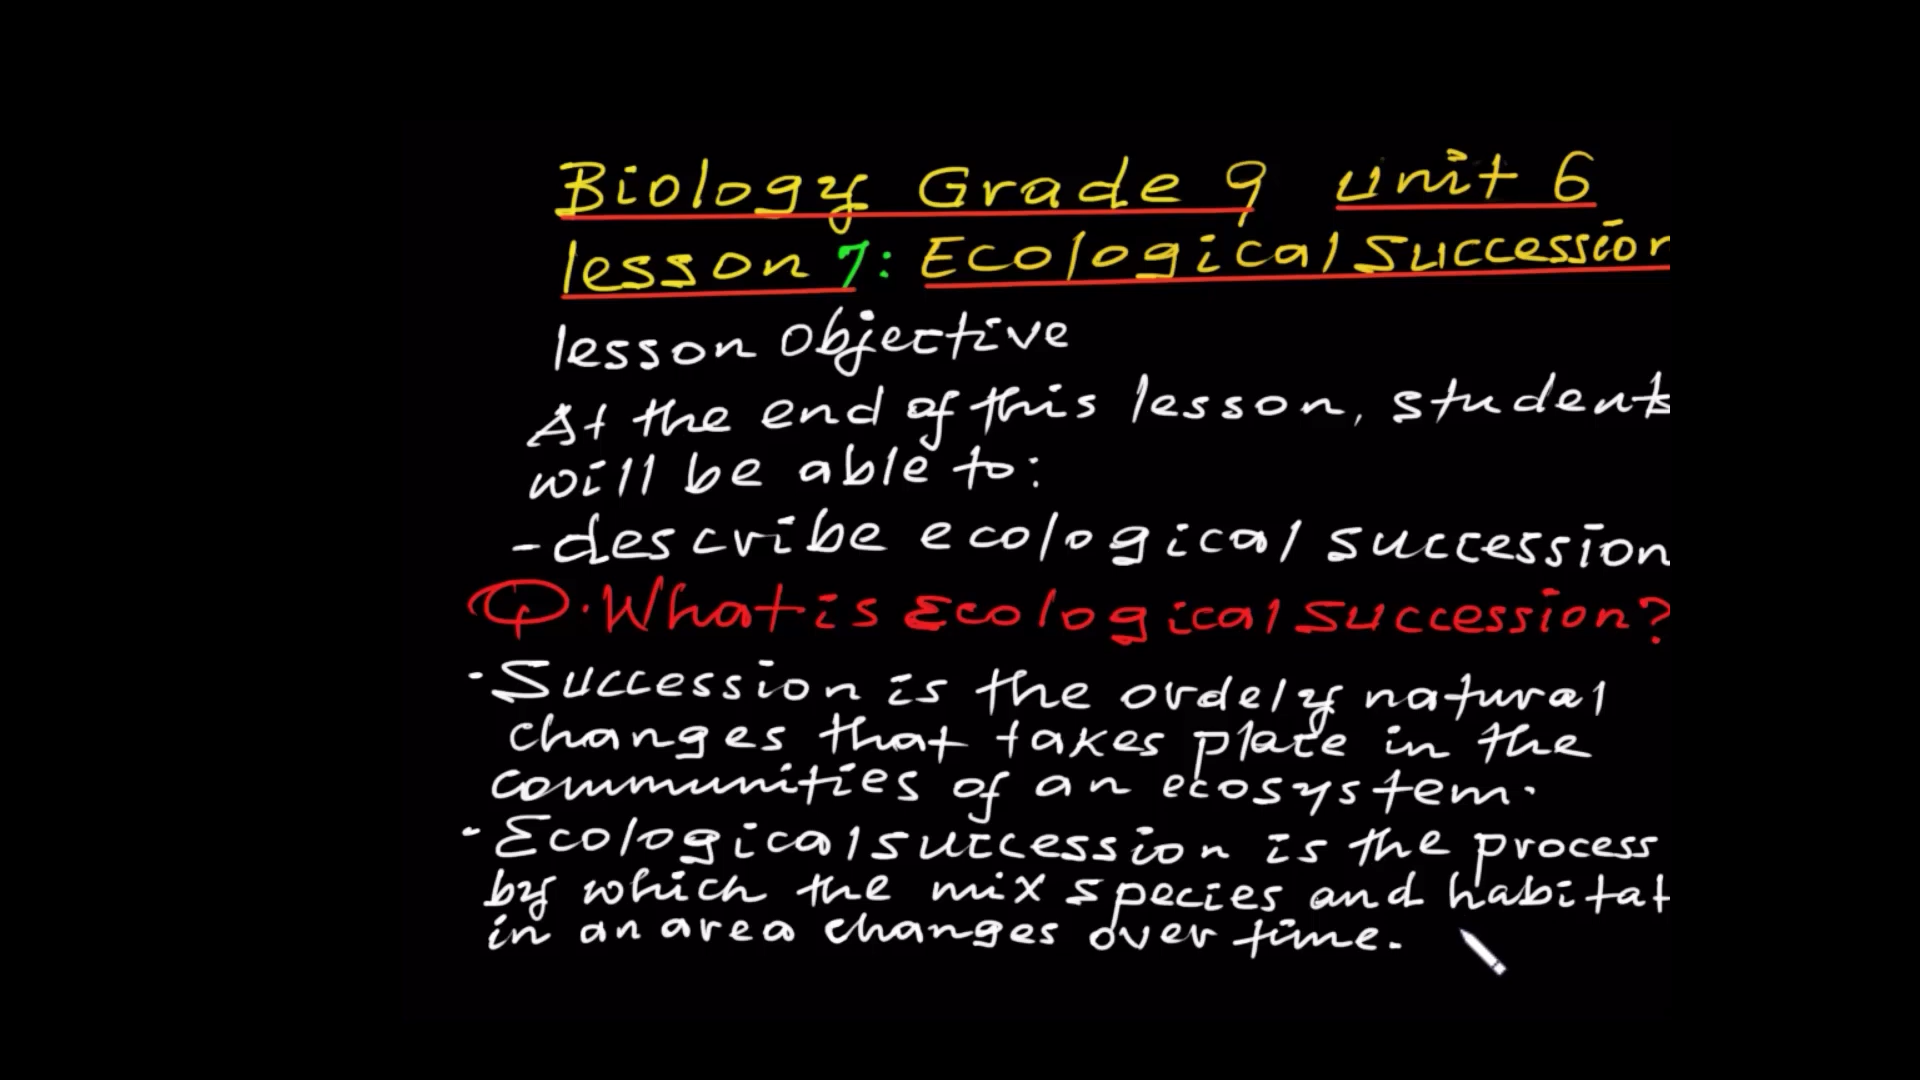 Biology Grade 9 Unit 6
lesson 7: Ecological Succession
lesson objective
At the end of this lesson, students
will be able to:
- describe ecological succession
Q. What is Ecological Succession?
· Succession is the ordely natural
changes that takes place in the
communities of an ecosystem.
· Ecological succession is the process
by which the mix species and habitat
in an area changes over time.